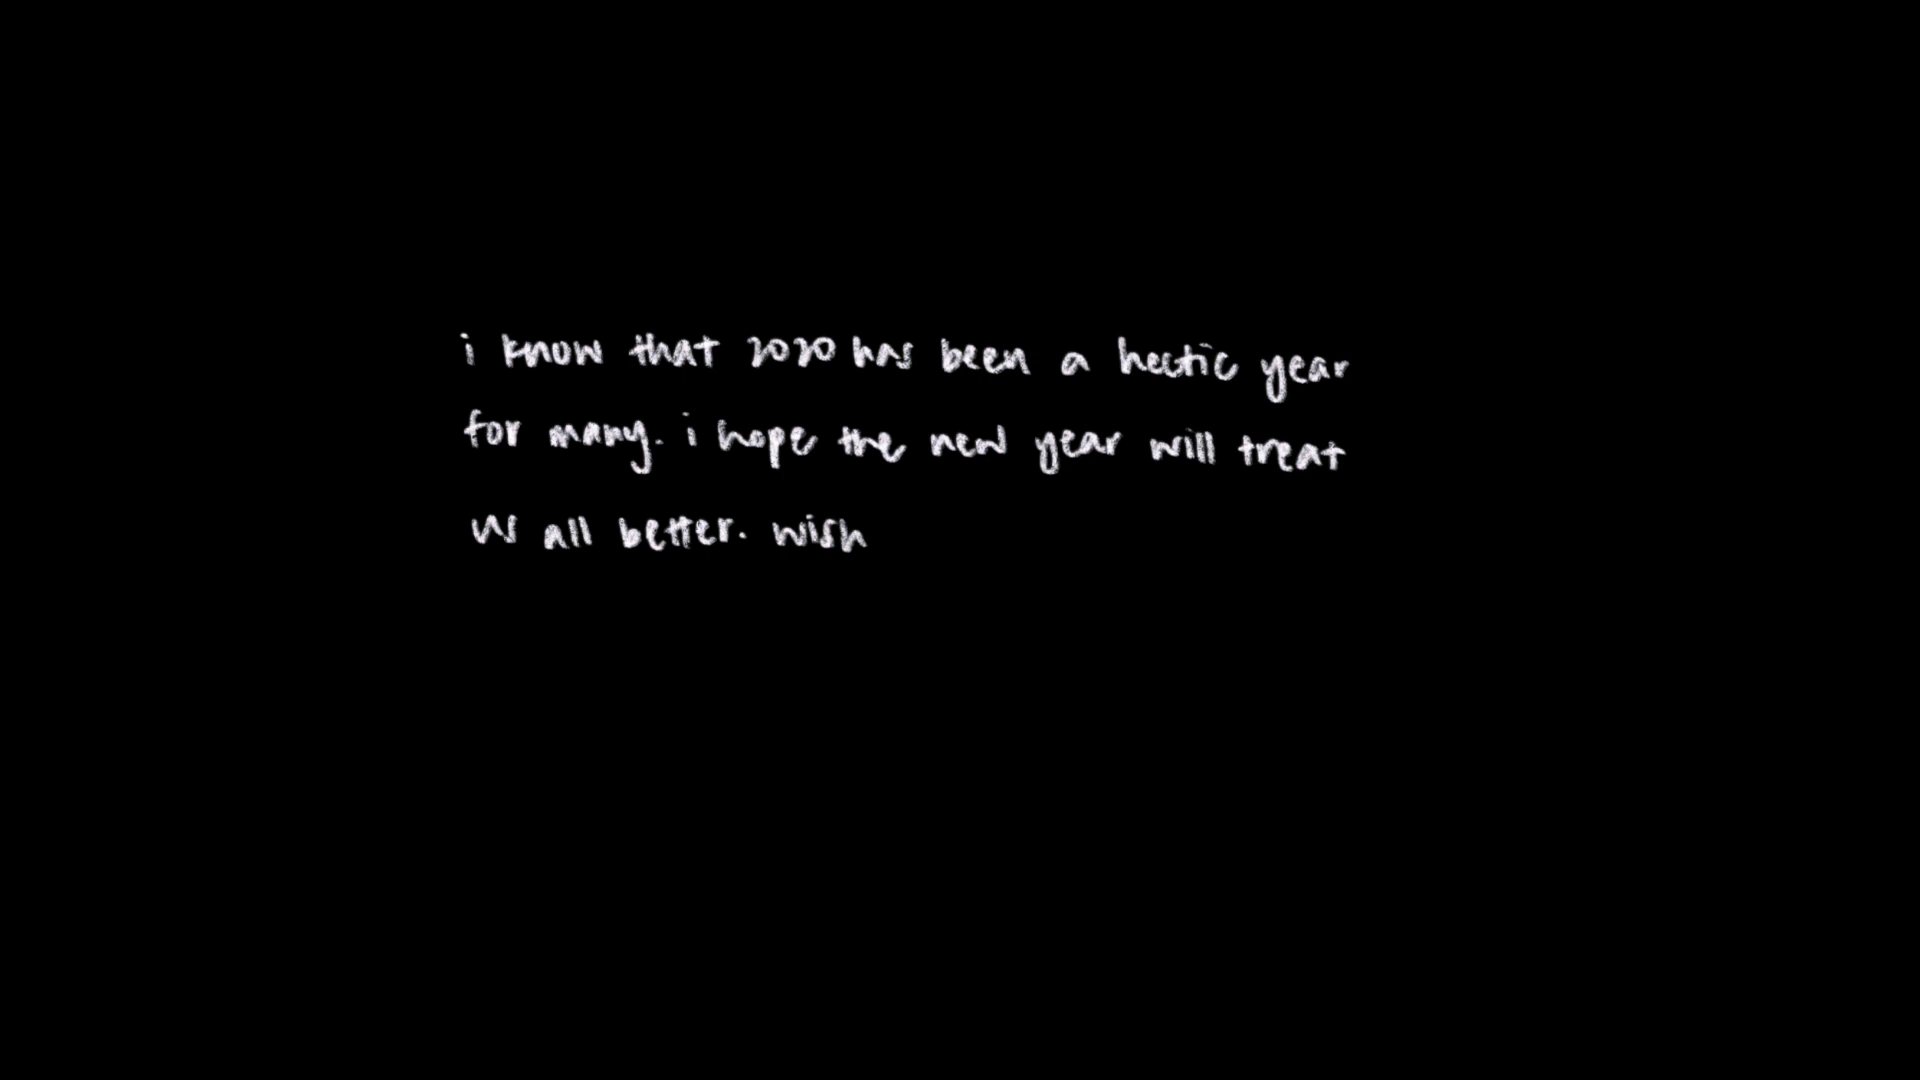 i know that 2020 has been a hectic year
for many. i hope the new year will treat
us all better. wish